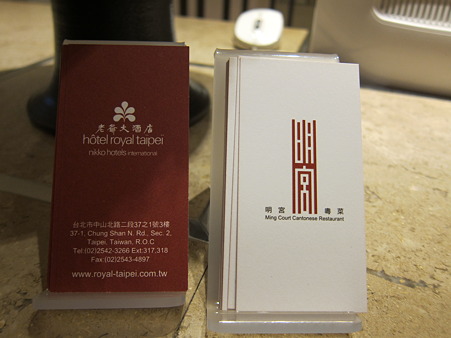 老爺大酒店
hôtel royal taipei
nikko hotels international
台北市中山北路二段37之1號3樓
37-1, Chung Shan N. Rd., Sec. 2,
Taipei, Taiwan, R.O.C
Tel:(02)2542-3266 Ext:317,318
Fax:(02)2543-4897
www.royal-taipei.com.tw
明宮
明宮 粵菜
Ming Court Cantonese Restaurant